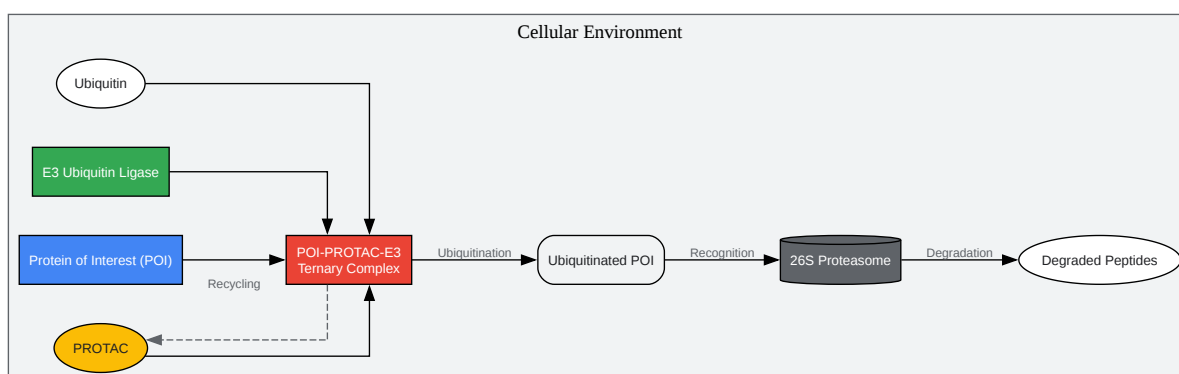 Cellular Environment
Ubiquitin
E3 Ubiquitin Ligase
Protein of Interest (POI)
Recycling
PROTAC
POI-PROTAC-E3
Ternary Complex
Ubiquitination
Ubiquitinated POI
Recognition
26S Proteasome
Degradation
Degraded Peptides